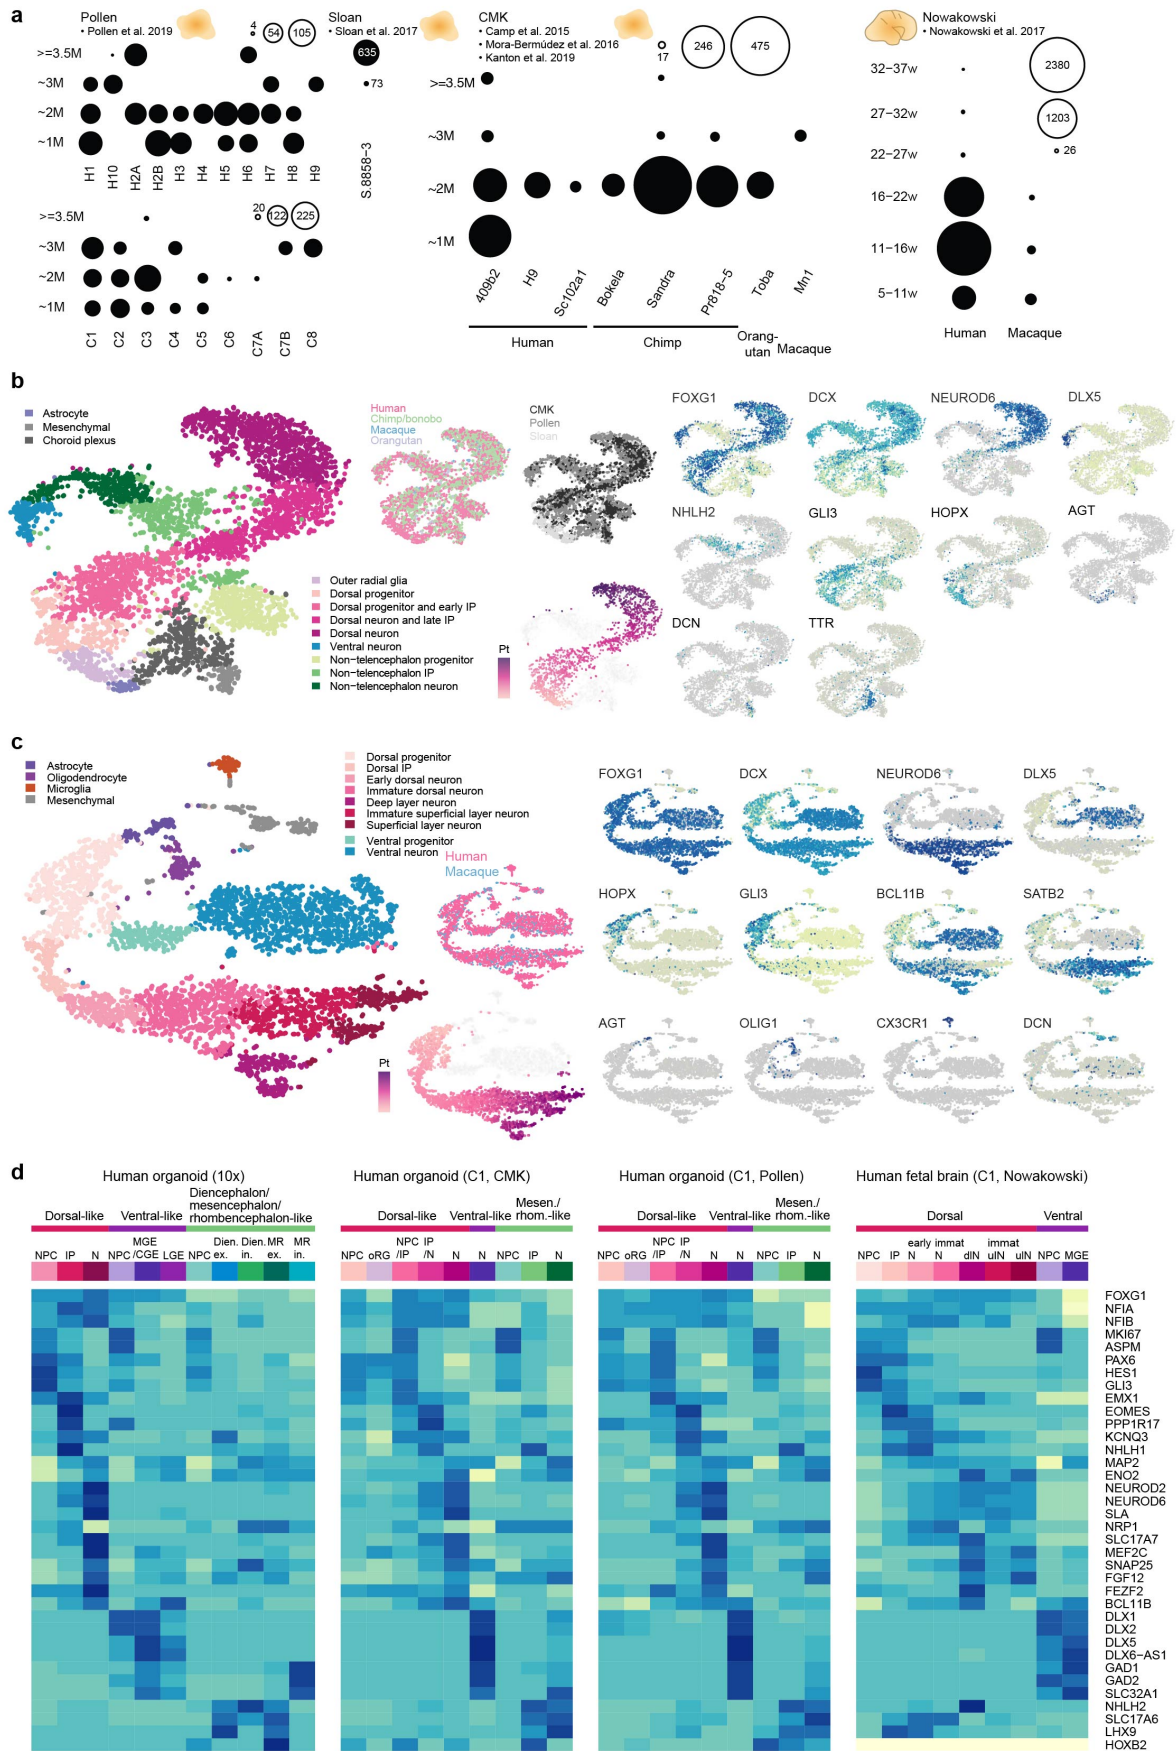 a
Pollen
• Pollen et al. 2019
4
54
105
>=3.5M
~3M
~2M
~1M
H1
H10
H2A
H2B
H3
H4
H5
H6
H7
H8
H9
Sloan
• Sloan et al. 2017
635
73
S.8858−3
>=3.5M
~3M
~2M
~1M
20
122
225
C1
C2
C3
C4
C5
C6
C7A
C7B
C8
CMK
• Camp et al. 2015
• Mora-Bermúdez et al. 2016
• Kanton et al. 2019
17
246
475
>=3.5M
~3M
~2M
~1M
409b2
H9
Sc102a1
Bokela
Sandra
Pr818−5
Toba
Mn1
Human
Chimp
Orang-
utan
Macaque
Nowakowski
• Nowakowski et al. 2017
32−37w
27−32w
22−27w
16−22w
11−16w
5−11w
2380
1203
26
Human
Macaque
b
Astrocyte
Mesenchymal
Choroid plexus
Human
Chimp/bonobo
Macaque
Orangutan
CMK
Pollen
Sloan
Outer radial glia
Dorsal progenitor
Dorsal progenitor and early IP
Dorsal neuron and late IP
Dorsal neuron
Ventral neuron
Non−telencephalon progenitor
Non−telencephalon IP
Non−telencephalon neuron
Pt
FOXG1
DCX
NEUROD6
DLX5
NHLH2
GLI3
HOPX
AGT
DCN
TTR
c
Astrocyte
Oligodendrocyte
Microglia
Mesenchymal
Dorsal progenitor
Dorsal IP
Early dorsal neuron
Immature dorsal neuron
Deep layer neuron
Immature superficial layer neuron
Superficial layer neuron
Ventral progenitor
Ventral neuron
Human
Macaque
Pt
FOXG1
DCX
NEUROD6
DLX5
HOPX
GLI3
BCL11B
SATB2
AGT
OLIG1
CX3CR1
DCN
d
Human organoid (10x)
Dorsal-like
Ventral-like
Diencephalon/
mesencephalon/
rhombencephalon-like
NPC IP N NPC MGE /CGE LGE NPC Dien. ex. Dien. in. MR ex. MR in.
Human organoid (C1, CMK)
Dorsal-like
Ventral-like
Mesen./
rhom.-like
NPC oRG NPC /IP IP /N N N NPC IP N
Human organoid (C1, Pollen)
Dorsal-like
Ventral-like
Mesen./
rhom.-like
NPC oRG NPC /IP IP /N N N NPC IP N
Human fetal brain (C1, Nowakowski)
Dorsal
Ventral
NPC IP early N immat N dlN immat ulN ulN NPC MGE
FOXG1
NFIA
NFIB
MKI67
ASPM
PAX6
HES1
GLI3
EMX1
EOMES
PPP1R17
KCNQ3
NHLH1
MAP2
ENO2
NEUROD2
NEUROD6
SLA
NRP1
SLC17A7
MEF2C
SNAP25
FGF12
FEZF2
BCL11B
DLX1
DLX2
DLX5
DLX6−AS1
GAD1
GAD2
SLC32A1
NHLH2
SLC17A6
LHX9
HOXB2